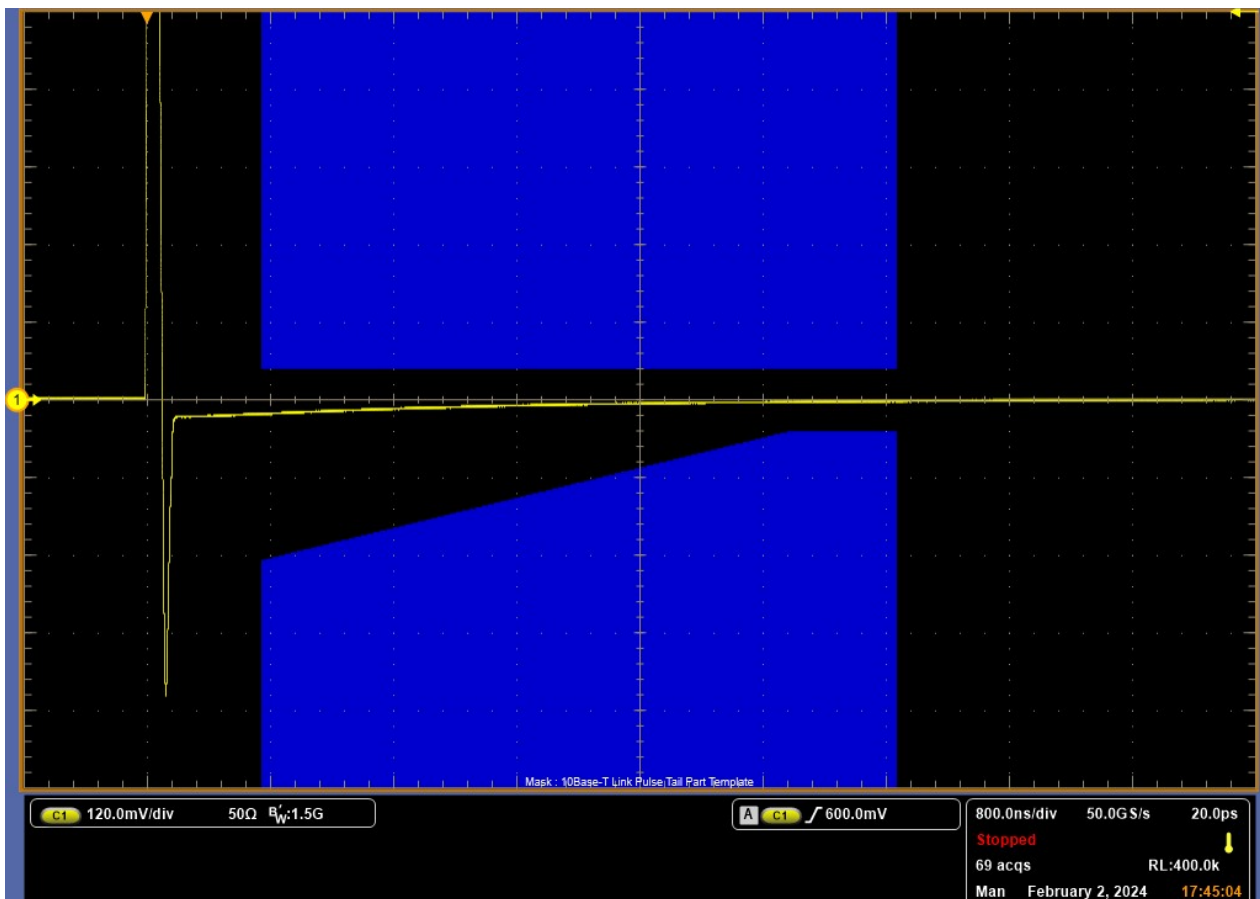 1
Mask : 10Base-T Link Pulse Tail Part Template
C1 120.0mV/div 50Ω B'W:1.5G
A C1 600.0mV
800.0ns/div 50.0GS/s 20.0ps
Stopped
69 acqs RL:400.0k
Man February 2, 2024 17:45:04